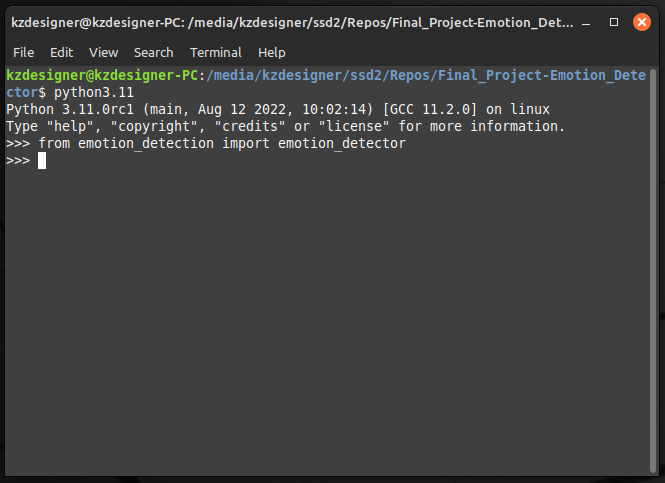 kzdesigner@kzdesigner-PC: /media/kzdesigner/ssd2/Repos/Final_Project-Emotion_Det...
File Edit View Search Terminal Help
kzdesigner@kzdesigner-PC:/media/kzdesigner/ssd2/Repos/Final_Project-Emotion_Dete
ctor$ python3.11
Python 3.11.0rc1 (main, Aug 12 2022, 10:02:14) [GCC 11.2.0] on linux
Type "help", "copyright", "credits" or "license" for more information.
>>> from emotion_detection import emotion_detector
>>>